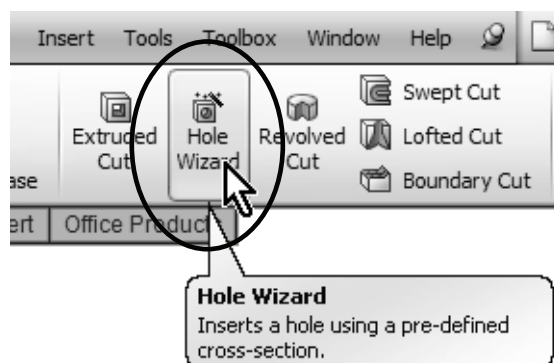 Insert Tools Toolbox Window Help
Extruded Cut
Hole Wizard
Revolved Cut
Swept Cut
Lofted Cut
Boundary Cut
ase
ert
Office Product
Hole Wizard
Inserts a hole using a pre-defined
cross-section.